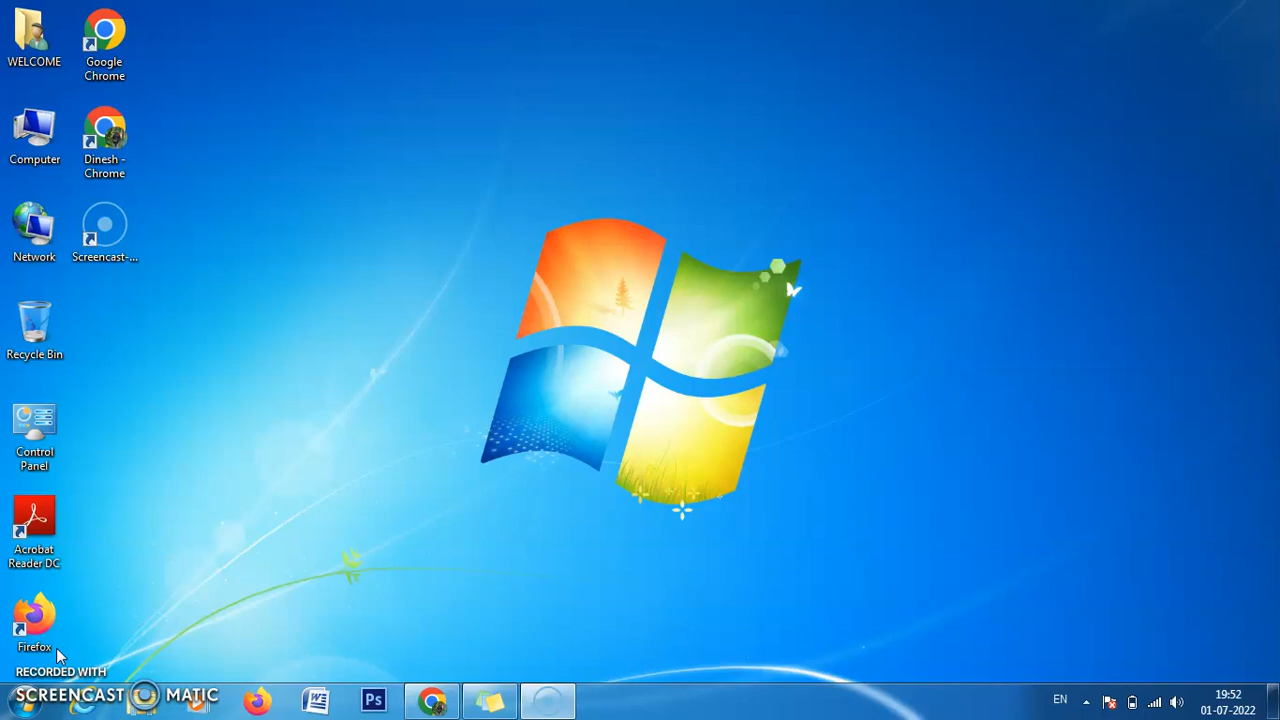 WELCOME
Google
Chrome
Computer
Dinesh -
Chrome
Network
Screencast-...
Recycle Bin
Control
Panel
Acrobat
Reader DC
Firefox
RECORDED WITH
SCREENCAST MATIC
W
Ps
EN
19:52
01-07-2022